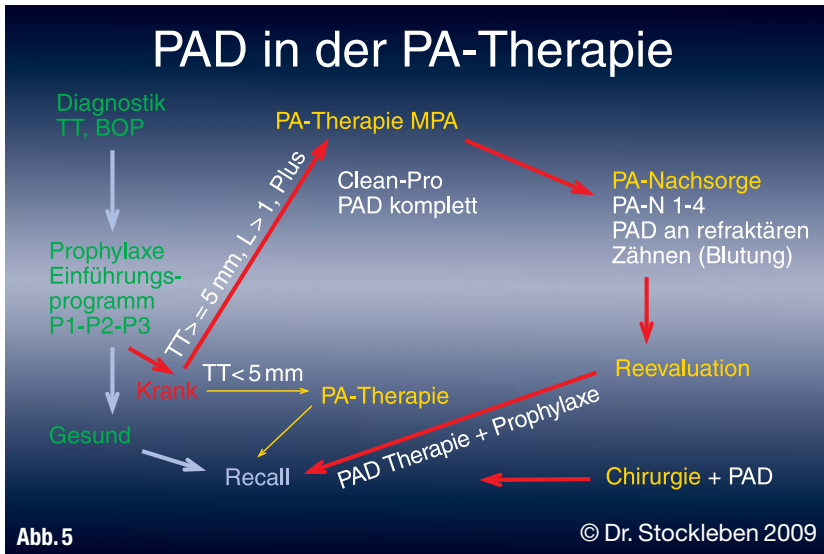 PAD in der PA-Therapie
Diagnostik
TT, BOP
Prophylaxe
Einführungs-
programm
P1-P2-P3
Krank
Gesund
Recall
TT> = 5 mm, L > 1, Plus
PA-Therapie MPA
Clean-Pro
PAD komplett
TT< 5 mm
PA-Therapie
PA-Nachsorge
PA-N 1-4
PAD an refraktären
Zähnen (Blutung)
Reevaluation
PAD Therapie + Prophylaxe
Chirurgie + PAD
Abb. 5
© Dr. Stockleben 2009